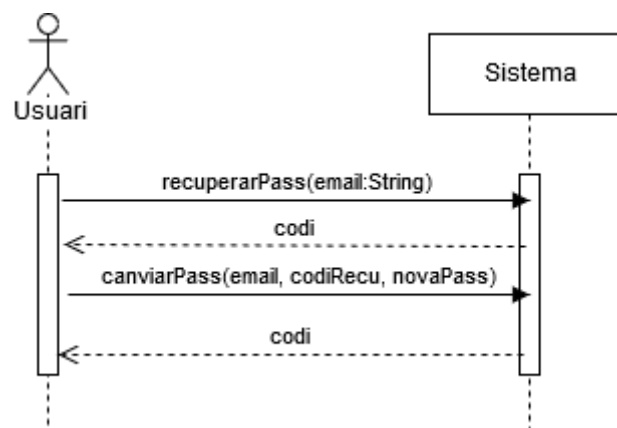 Usuari
Sistema
recuperarPass(email:String)
codi
canviarPass(email, codiRecu, novaPass)
codi